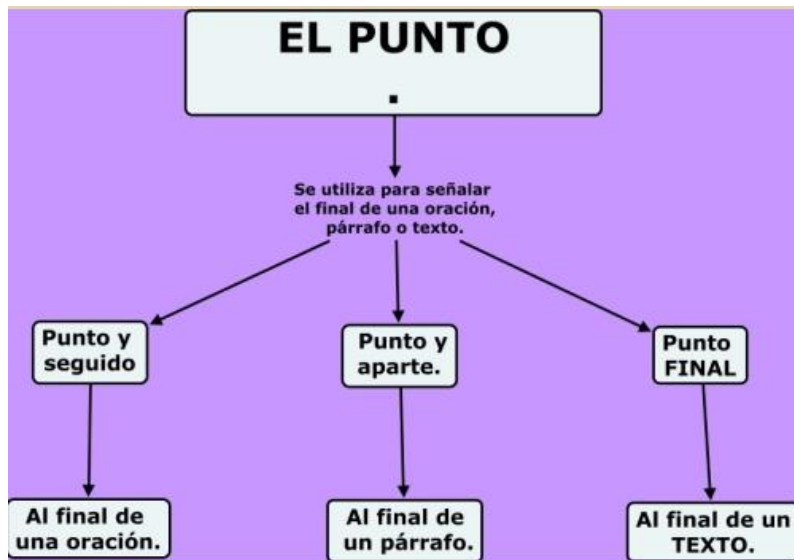 EL PUNTO
.
Se utiliza para señalar
el final de una oración,
párrafo o texto.
Punto y
seguido
Punto y
aparte.
Punto
FINAL
Al final de
una oración.
Al final de
un párrafo.
Al final de un
TEXTO.